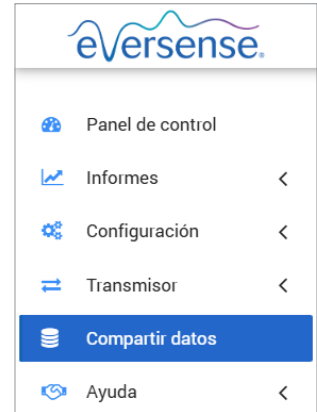 eversense®
Panel de control
Informes
Configuración
Transmisor
Compartir datos
Ayuda